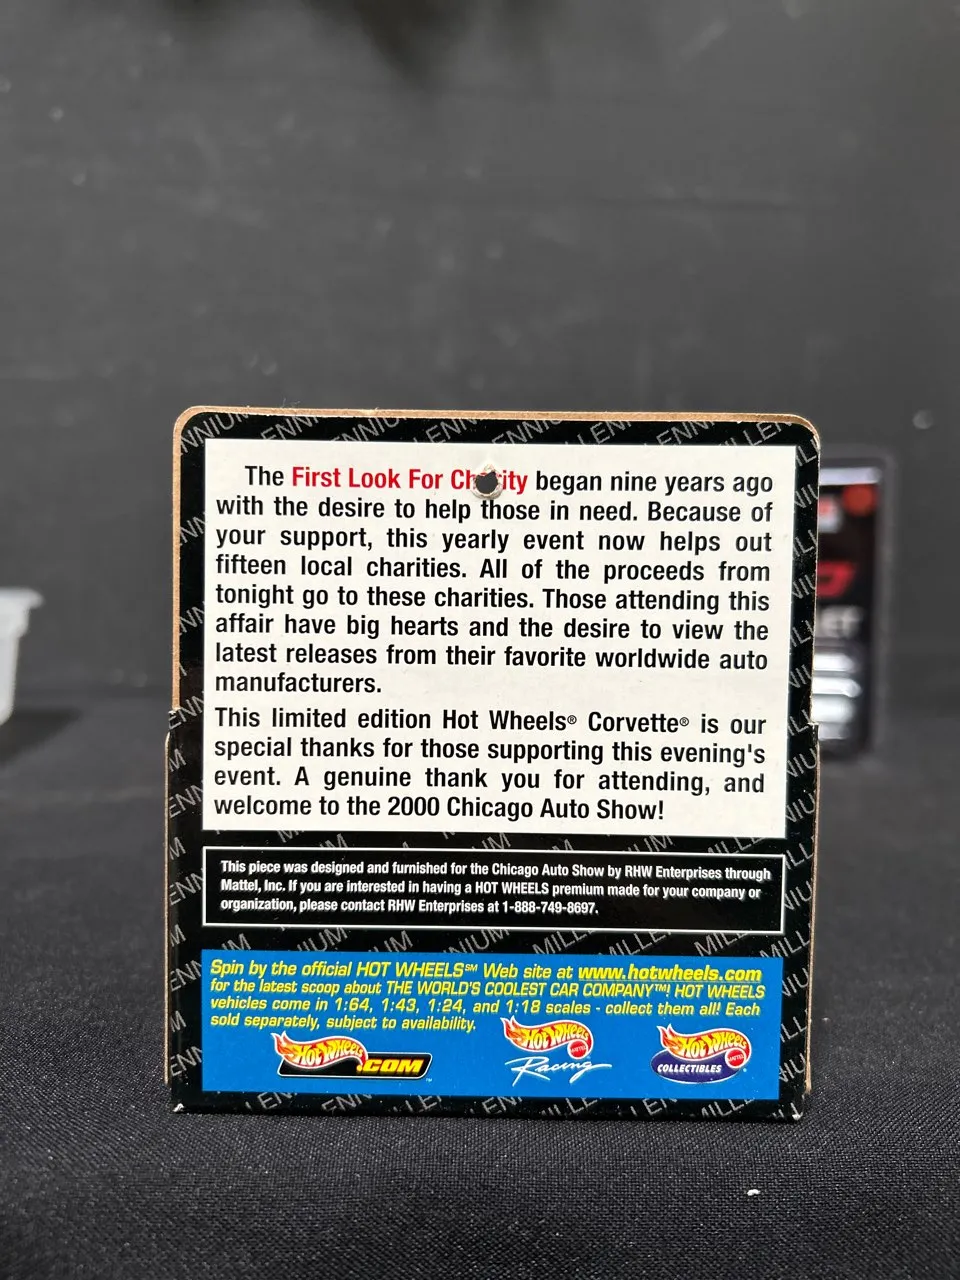 The First Look For Charity began nine years ago
with the desire to help those in need. Because of
your support, this yearly event now helps out
fifteen local charities. All of the proceeds from
tonight go to these charities. Those attending this
affair have big hearts and the desire to view the
latest releases from their favorite worldwide auto
manufacturers.
This limited edition Hot Wheels® Corvette® is our
special thanks for those supporting this evening's
event. A genuine thank you for attending, and
welcome to the 2000 Chicago Auto Show!
This piece was designed and furnished for the Chicago Auto Show by RHW Enterprises through
Mattel, Inc. If you are interested in having a HOT WHEELS premium made for your company or
organization, please contact RHW Enterprises at 1-888-749-8697.
Spin by the official HOT WHEELS℠ Web site at www.hotwheels.com
for the latest scoop about THE WORLD'S COOLEST CAR COMPANY™! HOT WHEELS
vehicles come in 1:64, 1:43, 1:24, and 1:18 scales - collect them all! Each
sold separately, subject to availability.
Hot Wheels .COM™
Hot Wheels MATTEL Racing
Hot Wheels MATTEL COLLECTIBLES